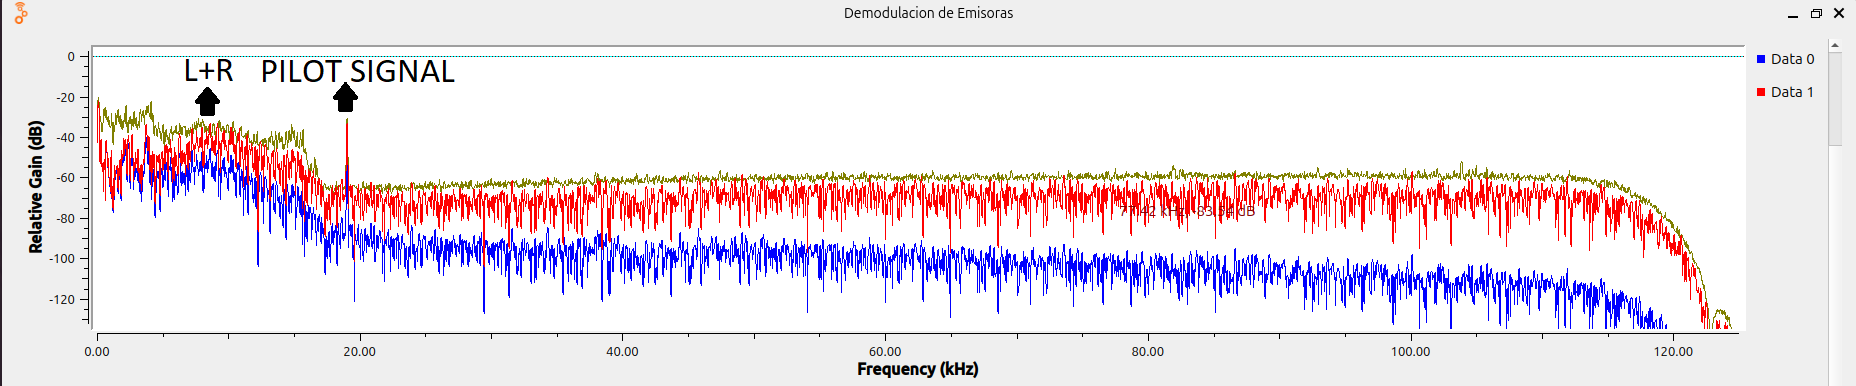 Demodulacion de Emisoras
L+R PILOT SIGNAL
Relative Gain (dB)
0
-20
-40
-60
-80
-100
-120
Data 0
Data 1
0.00 20.00 40.00 60.00 80.00 100.00 120.00
Frequency (kHz)